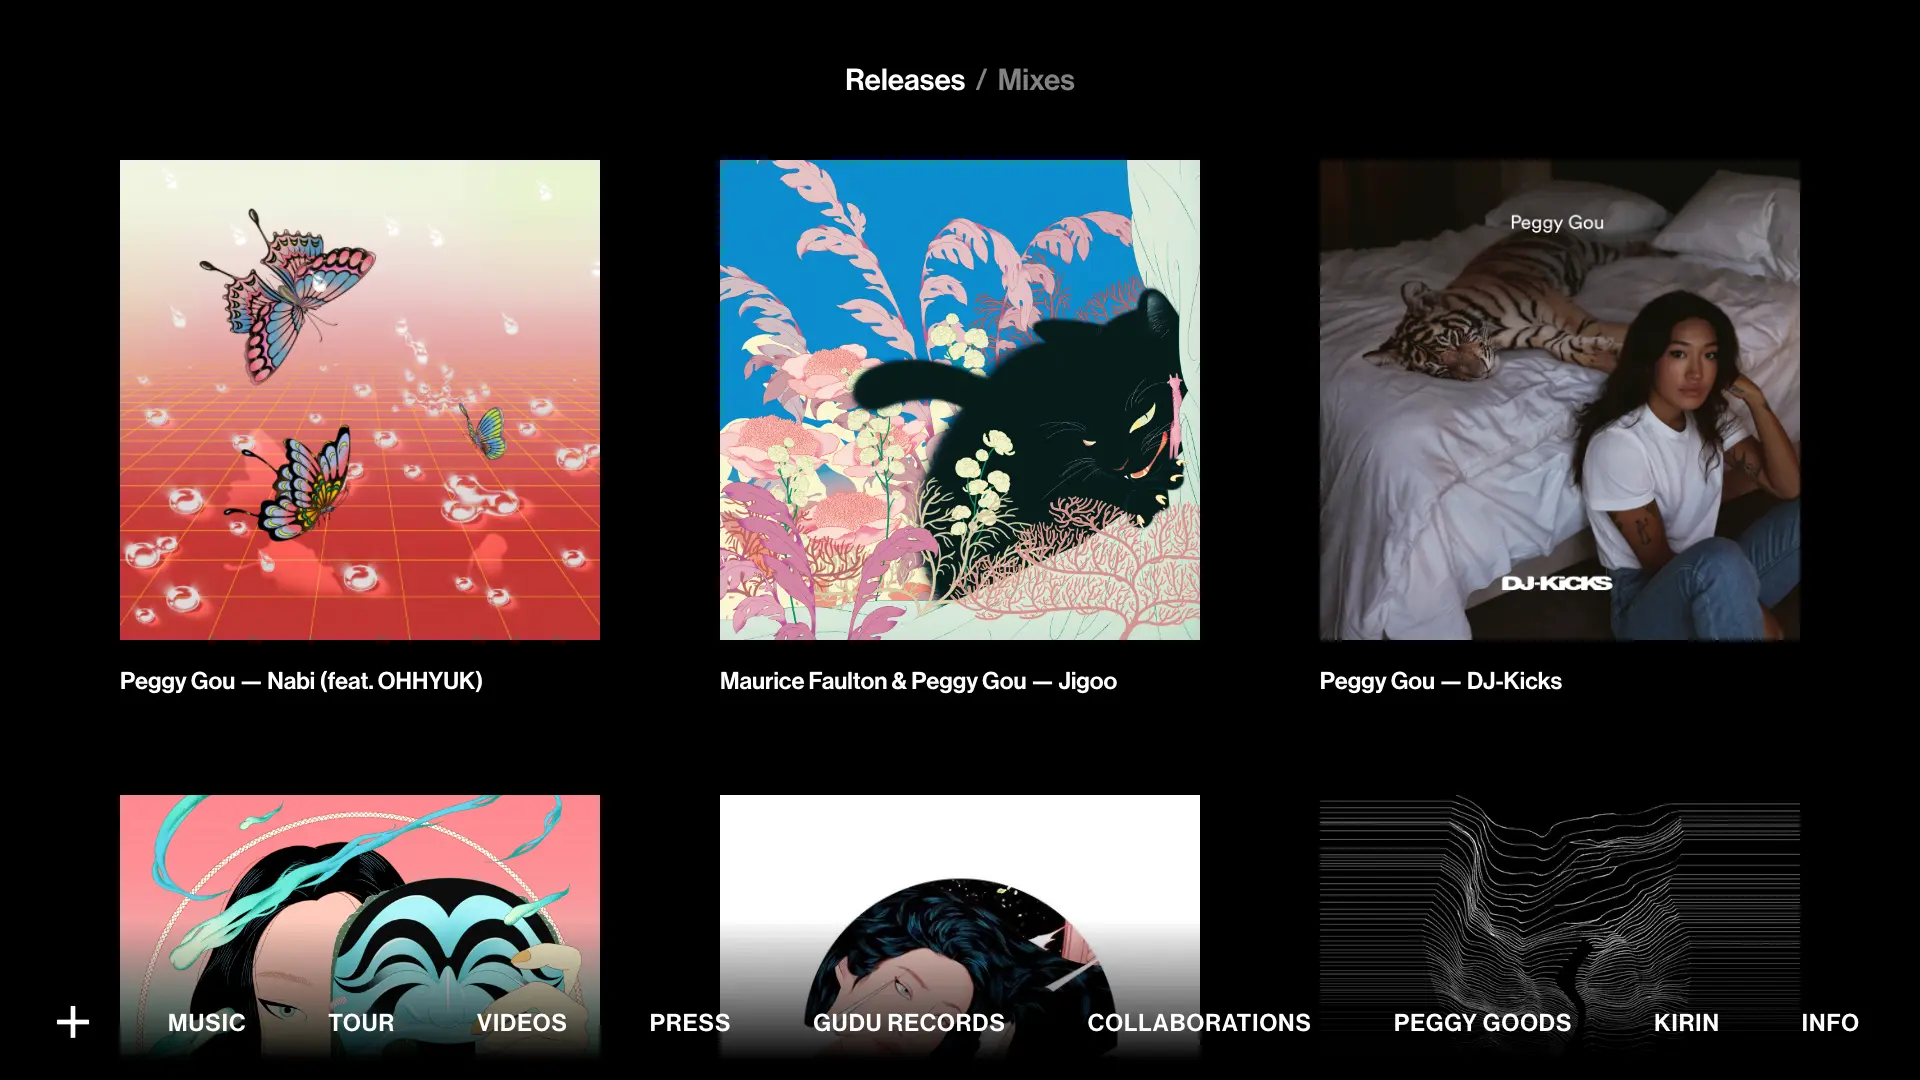 Releases / Mixes
Peggy Gou
DJ-KiCKS
Peggy Gou — Nabi (feat. OHHYUK)
Maurice Faulton & Peggy Gou — Jigoo
Peggy Gou — DJ-Kicks
+ MUSIC TOUR VIDEOS PRESS GUDU RECORDS COLLABORATIONS PEGGY GOODS KIRIN INFO